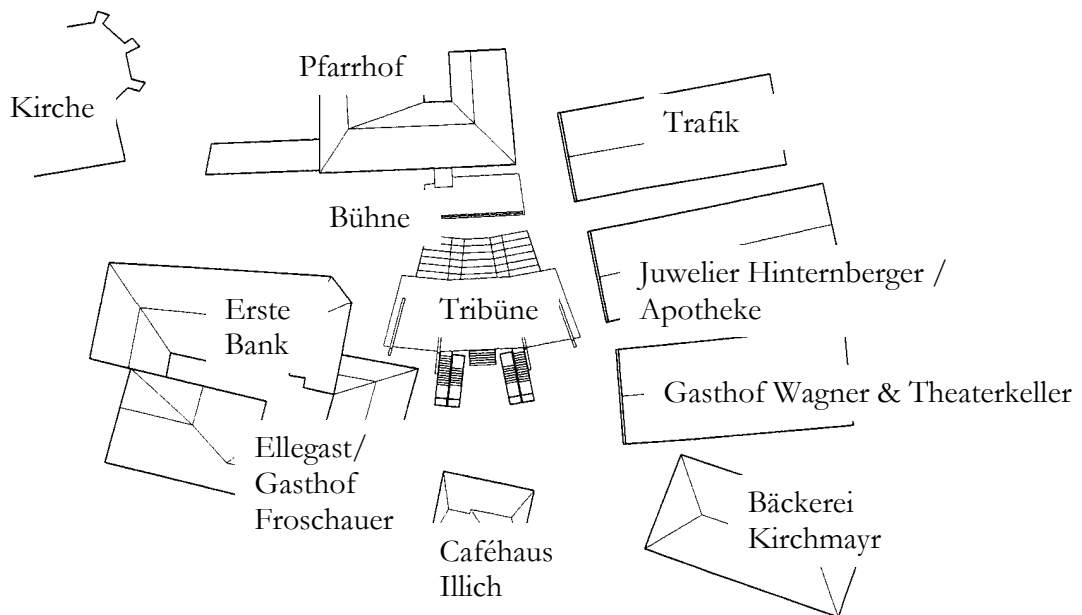 Pfarrhof
Kirche
Trafik
Bühne
Juwelier Hinternberger /
Apotheke
Erste
Bank
Tribüne
Gasthof Wagner & Theaterkeller
Ellegast/
Gasthof
Froschauer
Bäckerei
Kirchmayr
Caféhaus
Illich